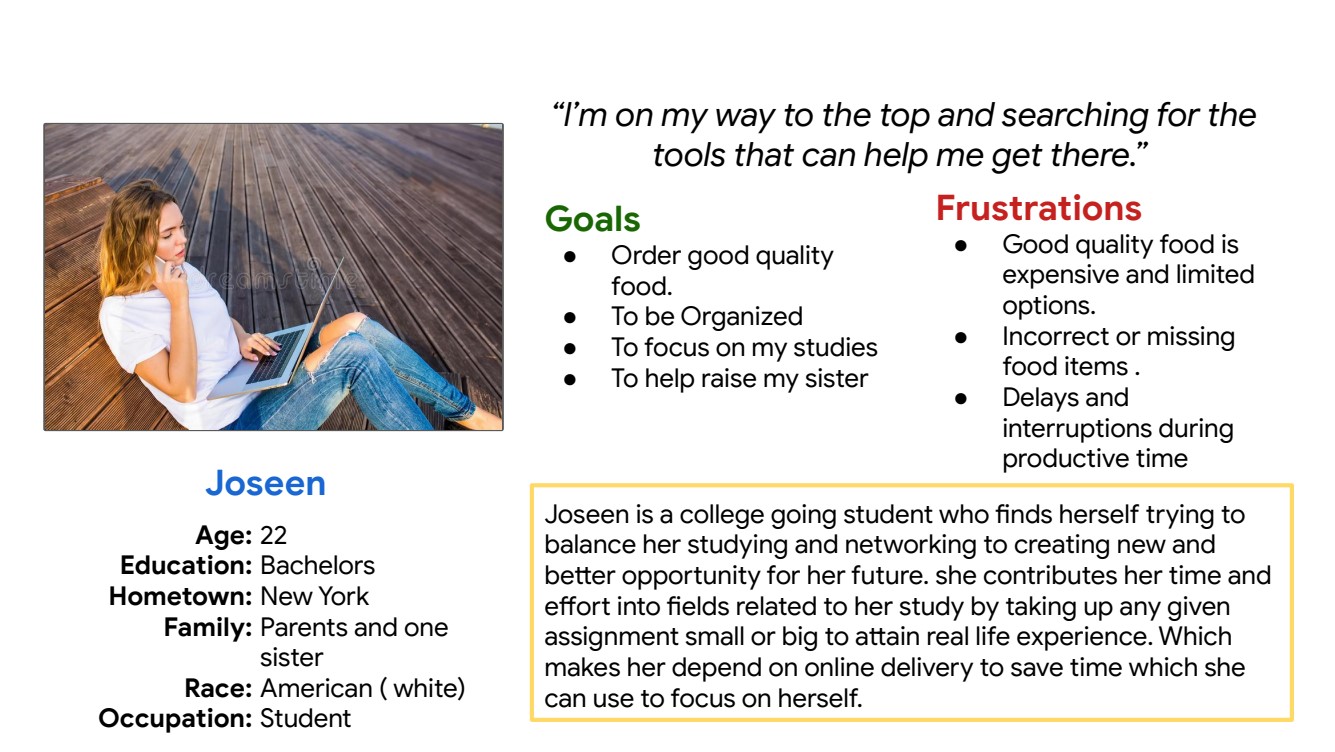 “I’m on my way to the top and searching for the
tools that can help me get there.”
Goals
● Order good quality
food.
● To be Organized
● To focus on my studies
● To help raise my sister
Frustrations
● Good quality food is
expensive and limited
options.
● Incorrect or missing
food items .
● Delays and
interruptions during
productive time
dreamstime
Joseen
Age: 22
Education: Bachelors
Hometown: New York
Family: Parents and one
sister
Race: American ( white)
Occupation: Student
Joseen is a college going student who finds herself trying to
balance her studying and networking to creating new and
better opportunity for her future. she contributes her time and
effort into fields related to her study by taking up any given
assignment small or big to attain real life experience. Which
makes her depend on online delivery to save time which she
can use to focus on herself.